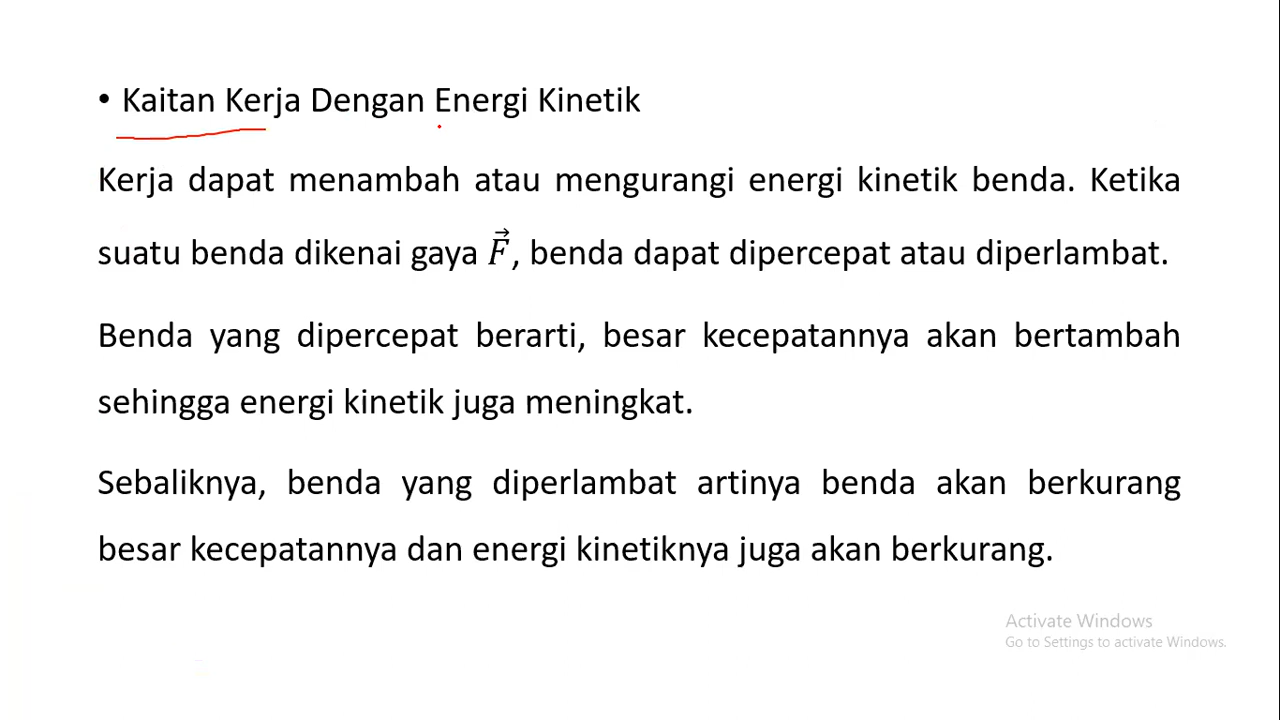 • Kaitan Kerja Dengan Energi Kinetik
Kerja dapat menambah atau mengurangi energi kinetik benda. Ketika
suatu benda dikenai gaya $\vec{F}$, benda dapat dipercepat atau diperlambat.
Benda yang dipercepat berarti, besar kecepatannya akan bertambah
sehingga energi kinetik juga meningkat.
Sebaliknya, benda yang diperlambat artinya benda akan berkurang
besar kecepatannya dan energi kinetiknya juga akan berkurang.
Activate Windows
Go to Settings to activate Windows.